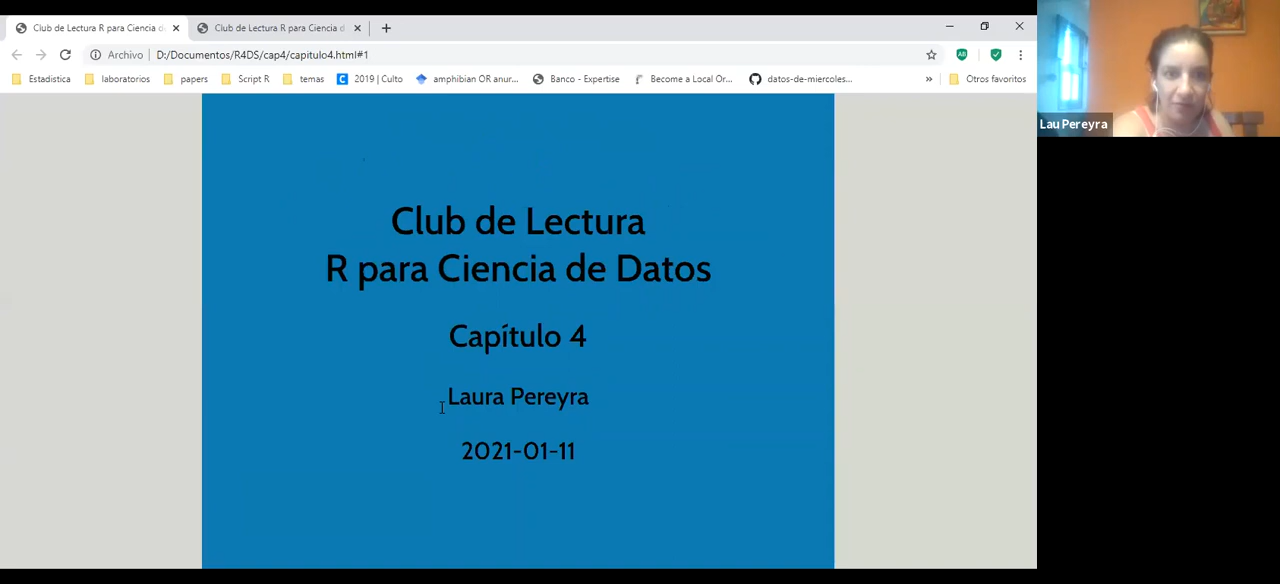 Club de Lectura R para Ciencia d
Club de Lectura R para Ciencia d
Archivo
D:/Documentos/R4DS/cap4/capitulo4.html#1
Estadistica
laboratorios
papers
Script R
temas
2019 | Culto
amphibian OR anur...
Banco - Expertise
Become a Local Or...
datos-de-miercoles...
»
Otros favoritos
Lau Pereyra
Club de Lectura
R para Ciencia de Datos
Capítulo 4
Laura Pereyra
2021-01-11